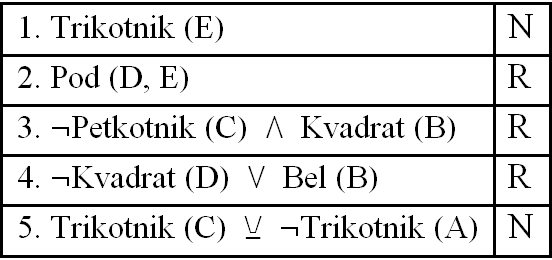 1. Trikotnik (E) N
2. Pod (D, E) R
3. ¬Petkotnik (C) ∧ Kvadrat (B) R
4. ¬Kvadrat (D) ∨ Bel (B) R
5. Trikotnik (C) ⊻ ¬Trikotnik (A) N